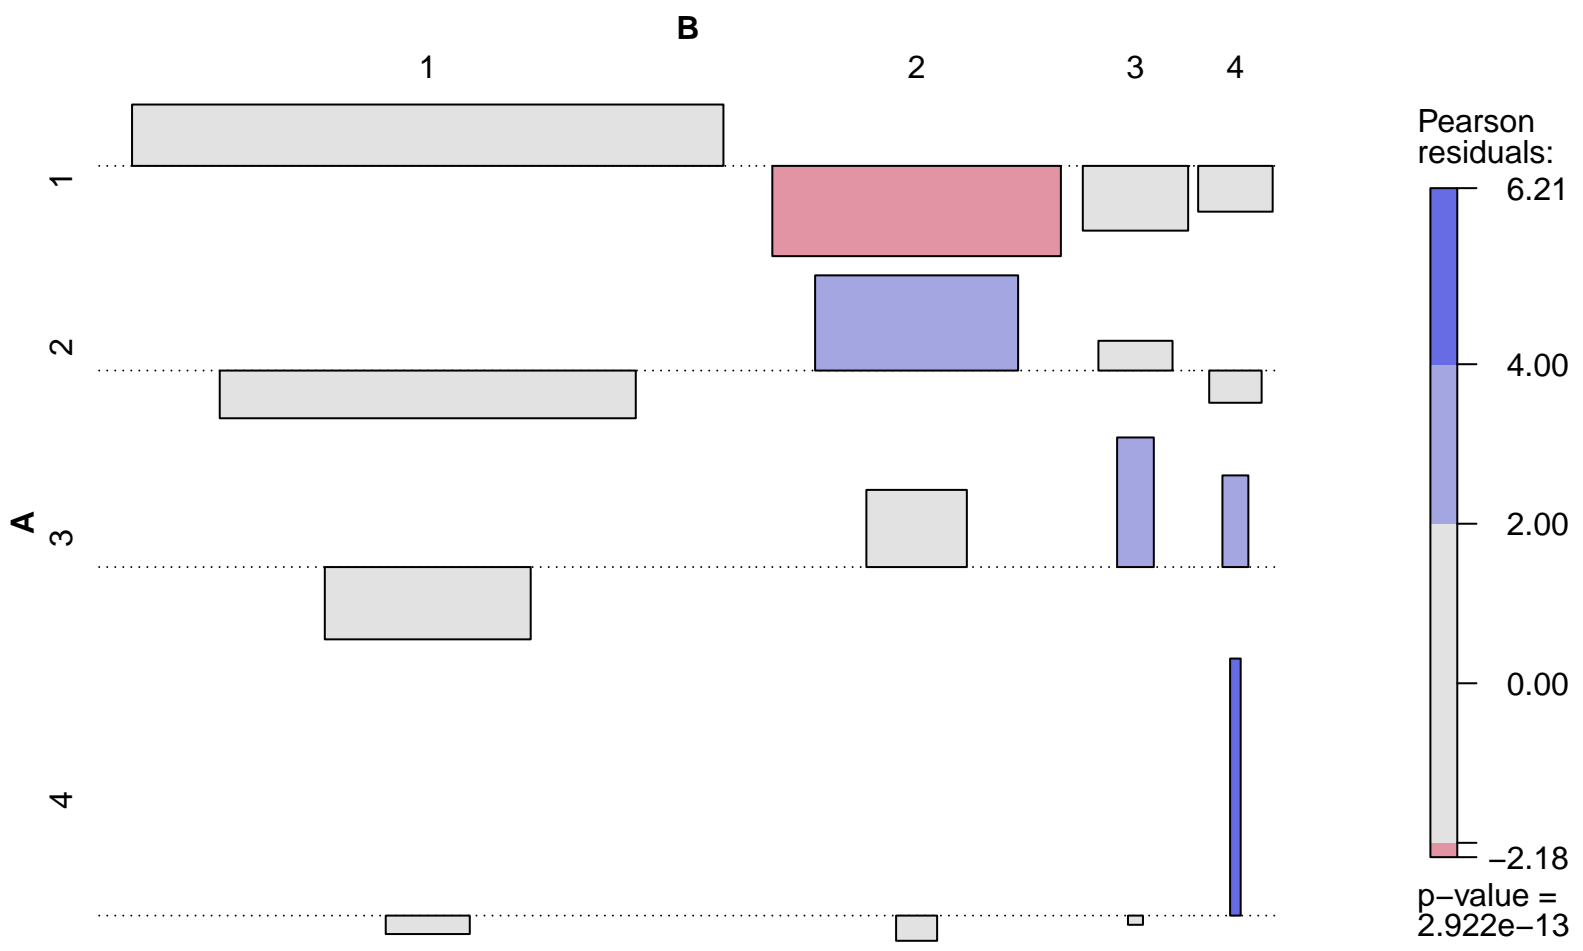 B
1 2 3 4
A
1
2
3
4
Pearson
residuals:
6.21
4.00
2.00
0.00
−2.18
p−value =
2.922e−13